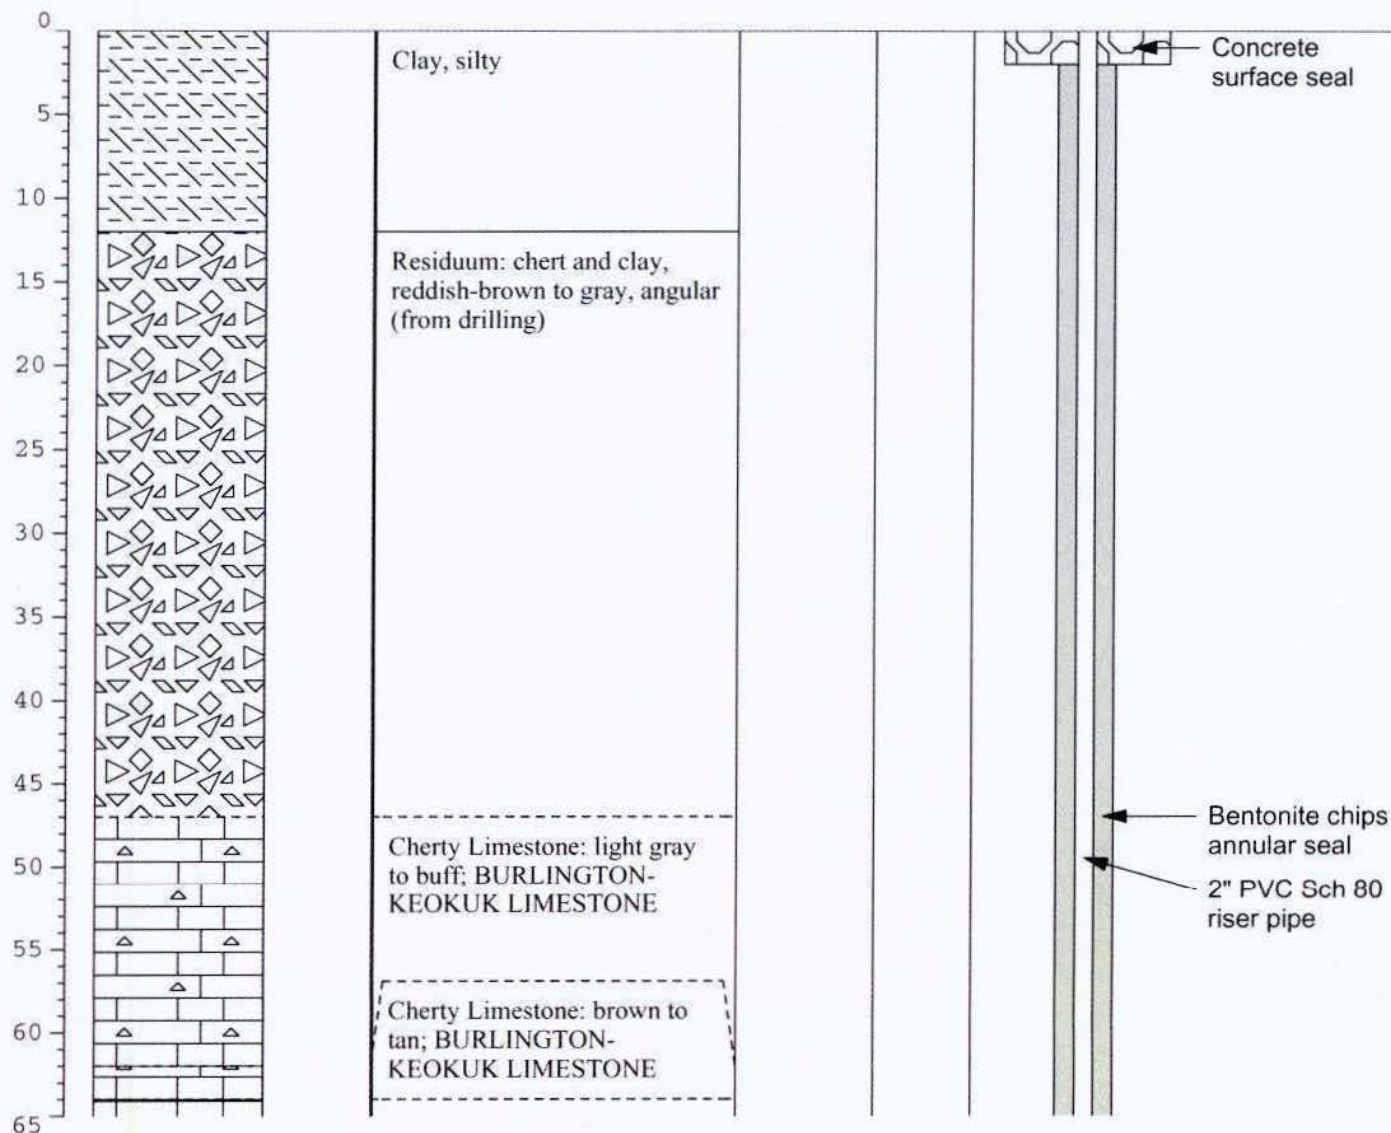 0
5
10
15
20
25
30
35
40
45
50
55
60
65
Clay, silty
Residuum: chert and clay,
reddish-brown to gray, angular
(from drilling)
Cherty Limestone: light gray
to buff; BURLINGTON-
KEOKUK LIMESTONE
Cherty Limestone: brown to
tan; BURLINGTON-
KEOKUK LIMESTONE
Concrete
surface seal
Bentonite chips
annular seal
2" PVC Sch 80
riser pipe